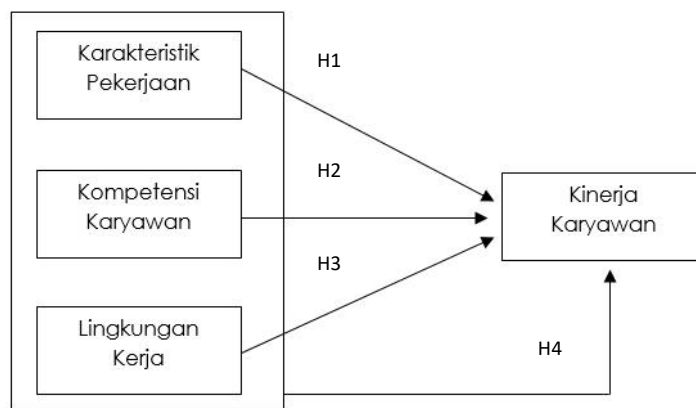 Karakteristik
Pekerjaan
H1
Kompetensi
Karyawan
H2
Kinerja
Karyawan
H3
Lingkungan
Kerja
H4